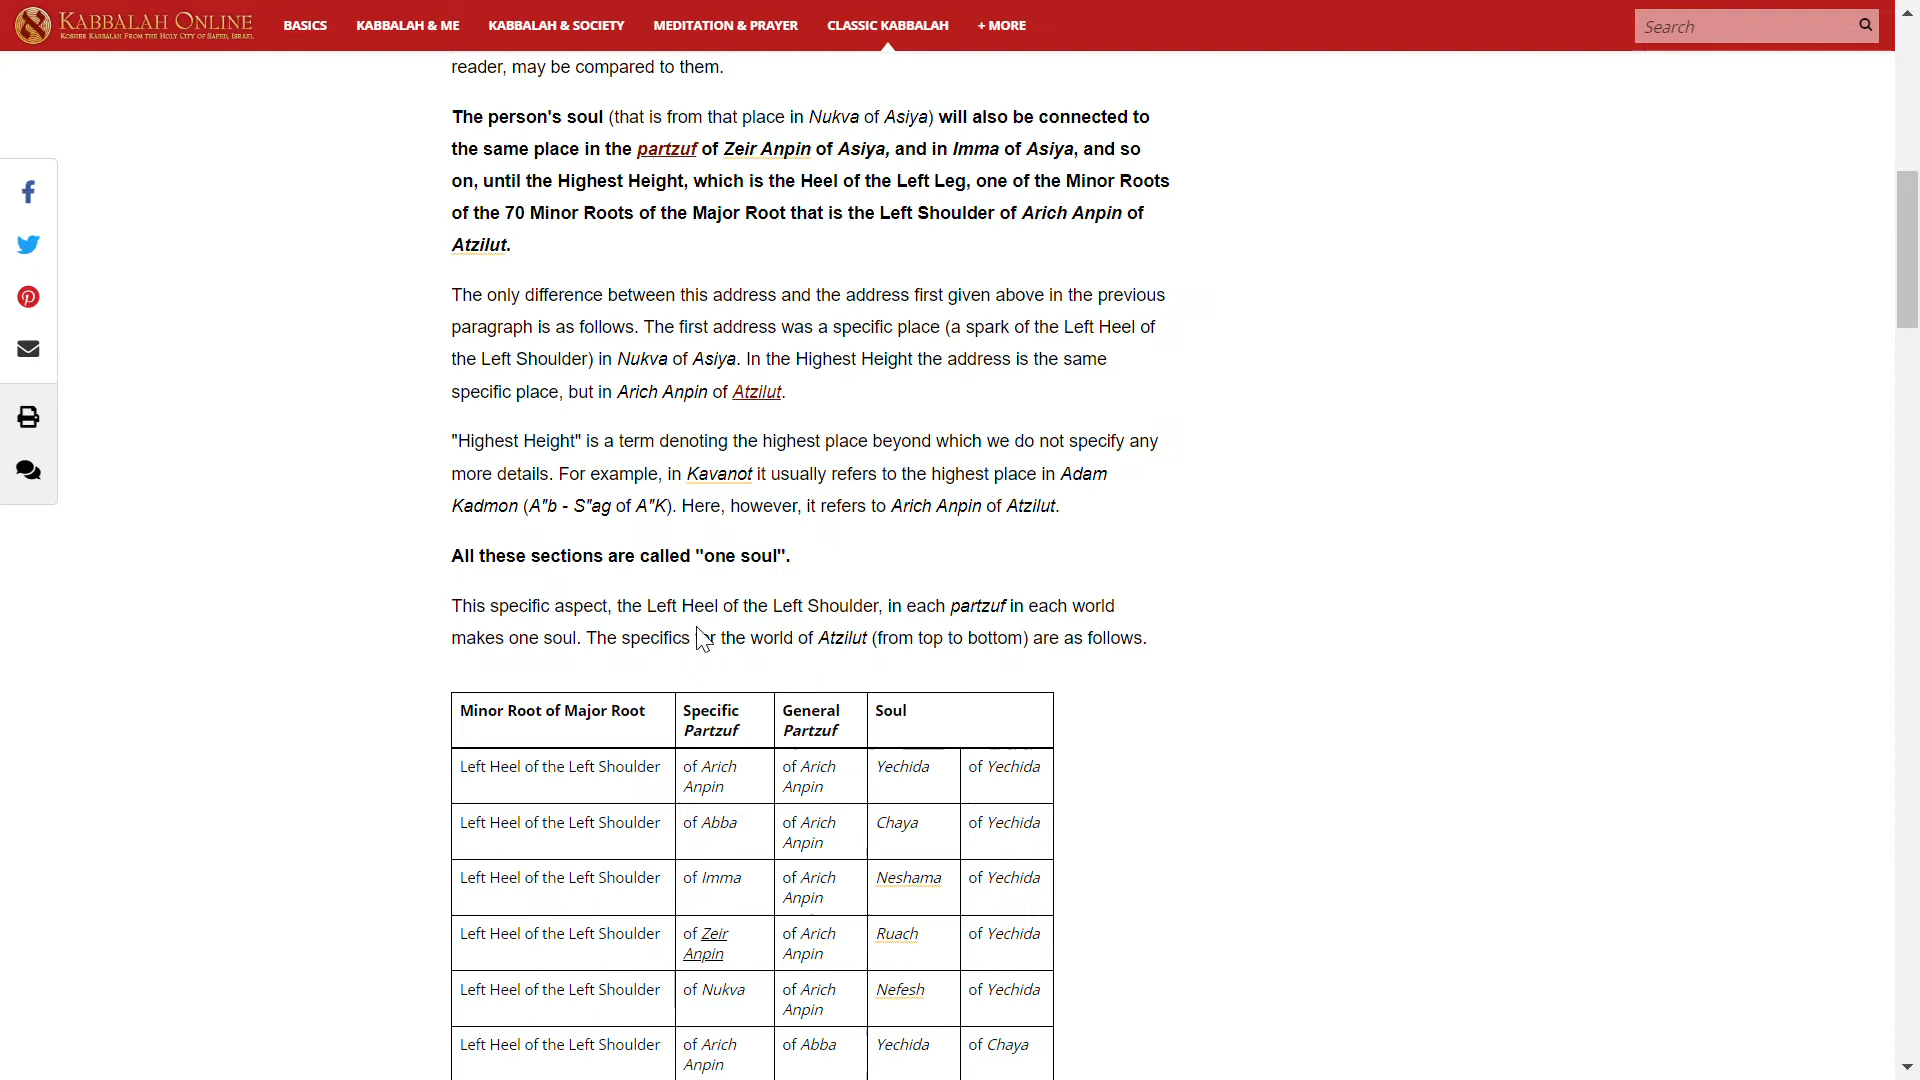 KABBALAH ONLINE
KOSHER KABBALAH FROM THE HOLY CITY OF SAFED, ISRAEL
BASICS KABBALAH & ME KABBALAH & SOCIETY MEDITATION & PRAYER CLASSIC KABBALAH + MORE
Search
reader, may be compared to them.
The person's soul (that is from that place in Nukva of Asiya) will also be connected to
the same place in the partzuf of Zeir Anpin of Asiya, and in Imma of Asiya, and so
on, until the Highest Height, which is the Heel of the Left Leg, one of the Minor Roots
of the 70 Minor Roots of the Major Root that is the Left Shoulder of Arich Anpin of
Atzilut.
The only difference between this address and the address first given above in the previous
paragraph is as follows. The first address was a specific place (a spark of the Left Heel of
the Left Shoulder) in Nukva of Asiya. In the Highest Height the address is the same
specific place, but in Arich Anpin of Atzilut.
"Highest Height" is a term denoting the highest place beyond which we do not specify any
more details. For example, in Kavanot it usually refers to the highest place in Adam
Kadmon (A"b - S"ag of A"K). Here, however, it refers to Arich Anpin of Atzilut.
All these sections are called "one soul".
This specific aspect, the Left Heel of the Left Shoulder, in each partzuf in each world
makes one soul. The specifics for the world of Atzilut (from top to bottom) are as follows.
Minor Root of Major Root Specific Partzuf General Partzuf Soul
Left Heel of the Left Shoulder of Arich Anpin of Arich Anpin Yechida of Yechida
Left Heel of the Left Shoulder of Abba of Arich Anpin Chaya of Yechida
Left Heel of the Left Shoulder of Imma of Arich Anpin Neshama of Yechida
Left Heel of the Left Shoulder of Zeir Anpin of Arich Anpin Ruach of Yechida
Left Heel of the Left Shoulder of Nukva of Arich Anpin Nefesh of Yechida
Left Heel of the Left Shoulder of Arich Anpin of Abba Yechida of Chaya